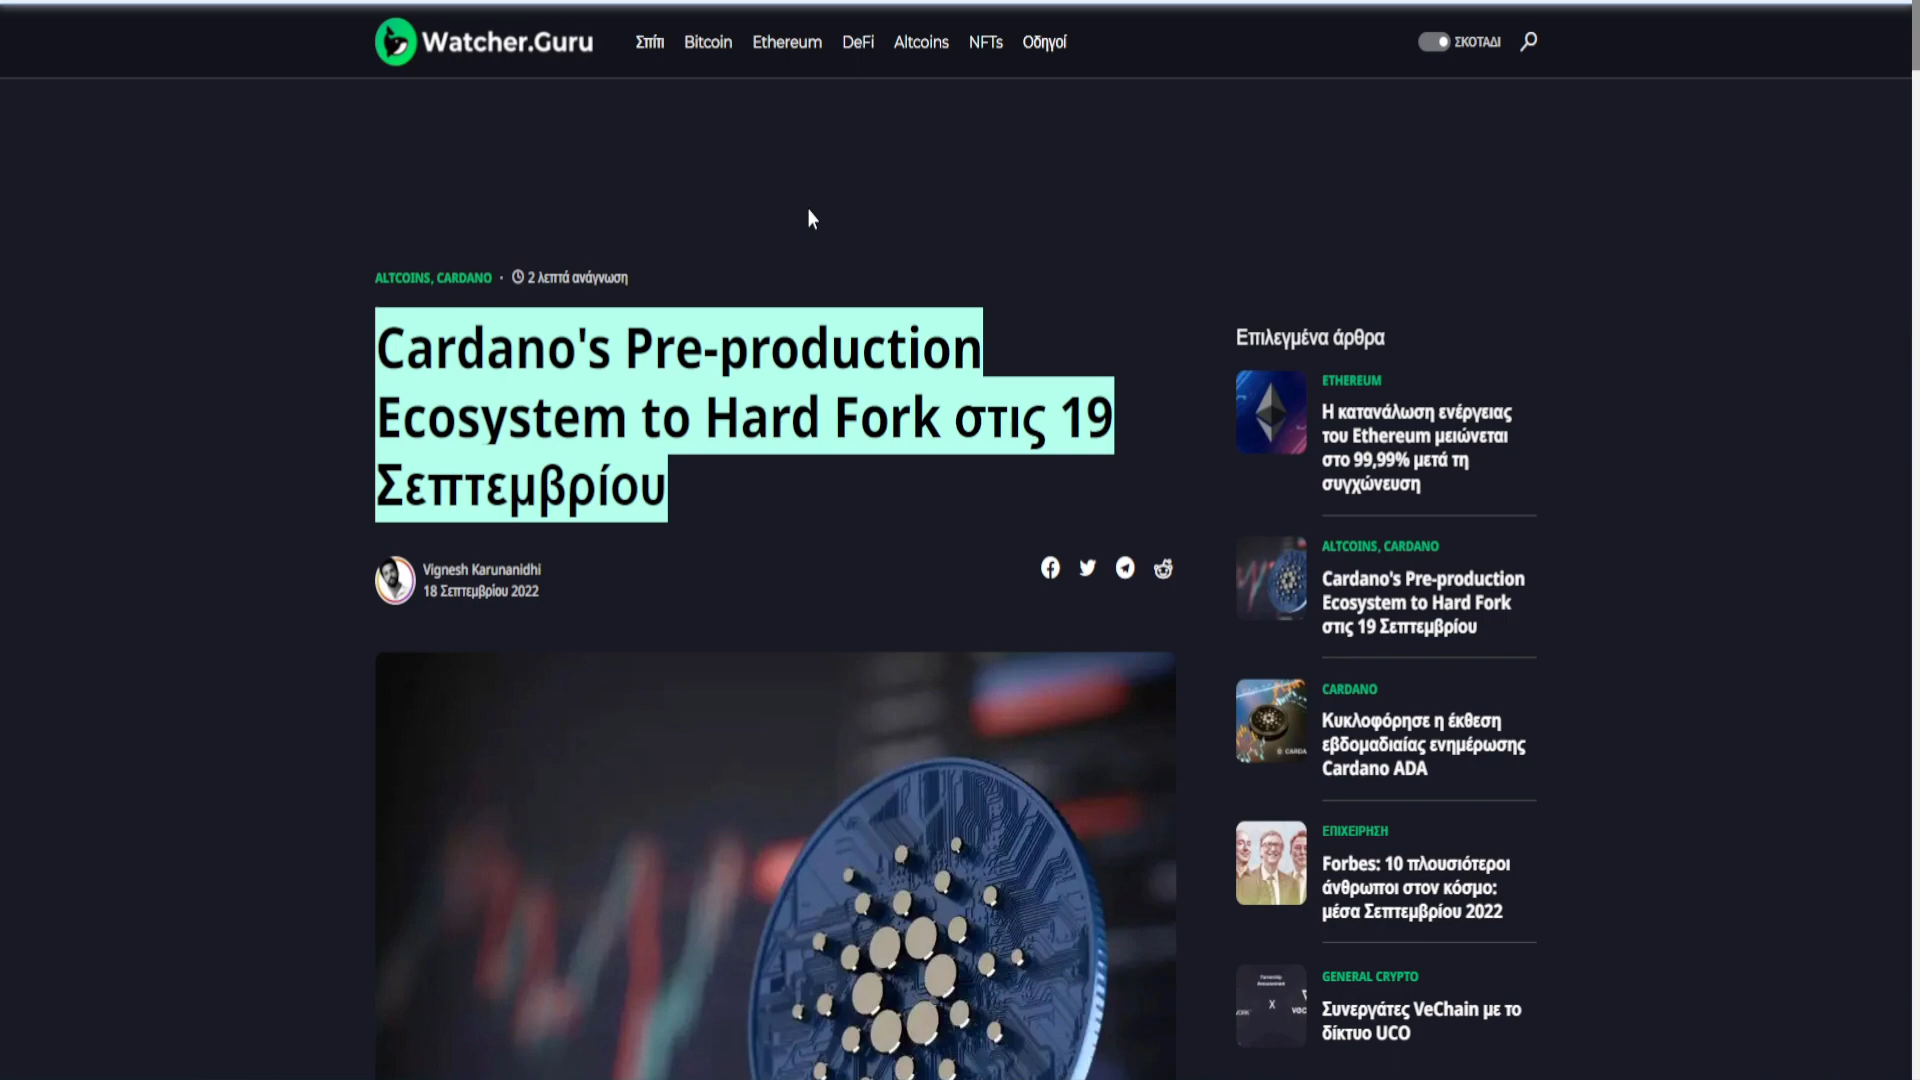 Watcher.Guru
Σπίτι Bitcoin Ethereum DeFi Altcoins NFTs Οδηγοί
ΣΚΟΤΑΔΙ
ALTCOINS, CARDANO · 2 λεπτά ανάγνωση
Cardano's Pre-production
Ecosystem to Hard Fork στις 19
Σεπτεμβρίου
Vignesh Karunanidhi
18 Σεπτεμβρίου 2022
Επιλεγμένα άρθρα
ETHEREUM
Η κατανάλωση ενέργειας
του Ethereum μειώνεται
στο 99,99% μετά τη
συγχώνευση
ALTCOINS, CARDANO
Cardano's Pre-production
Ecosystem to Hard Fork
στις 19 Σεπτεμβρίου
CARDANO
Κυκλοφόρησε η έκθεση
εβδομαδιαίας ενημέρωσης
Cardano ADA
ΕΠΙΧΕΙΡΗΣΗ
Forbes: 10 πλουσιότεροι
άνθρωποι στον κόσμο:
μέσα Σεπτεμβρίου 2022
GENERAL CRYPTO
Συνεργάτες VeChain με το
δίκτυο UCO